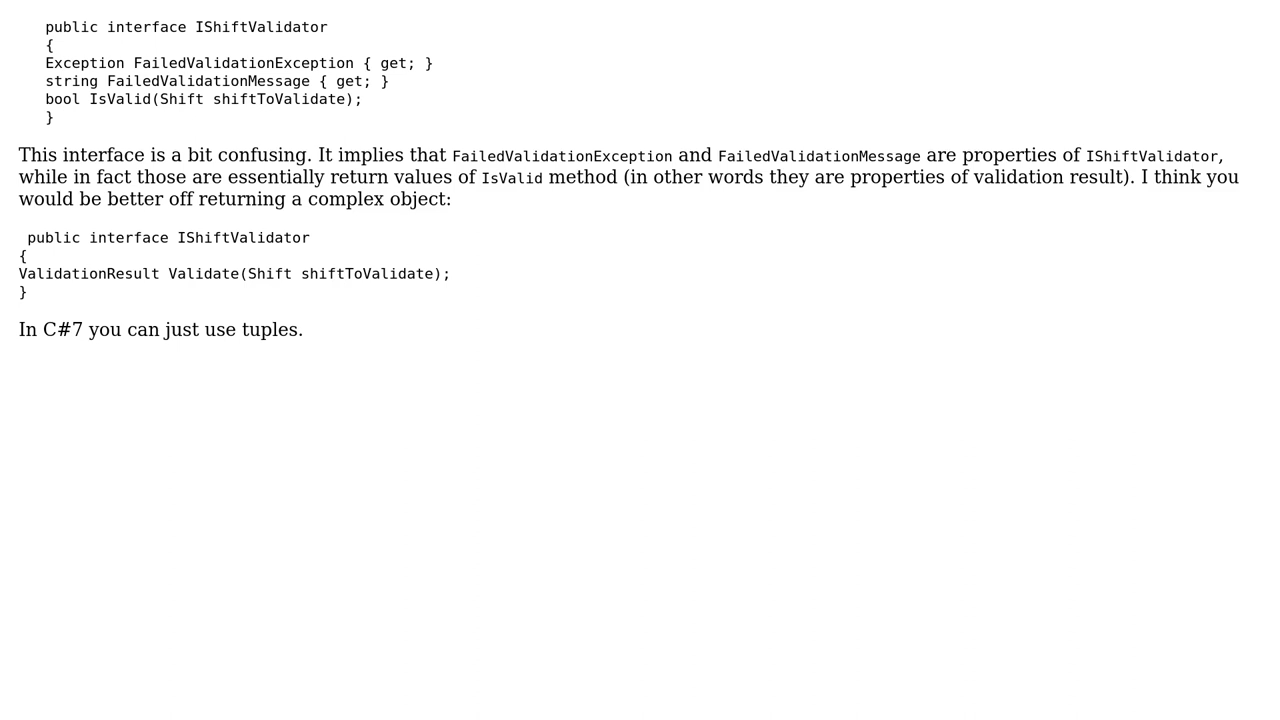 public interface IShiftValidator
{
Exception FailedValidationException { get; }
string FailedValidationMessage { get; }
bool IsValid(Shift shiftToValidate);
}
This interface is a bit confusing. It implies that FailedValidationException and FailedValidationMessage are properties of IShiftValidator,
while in fact those are essentially return values of IsValid method (in other words they are properties of validation result). I think you
would be better off returning a complex object:
public interface IShiftValidator
{
ValidationResult Validate(Shift shiftToValidate);
}
In C#7 you can just use tuples.